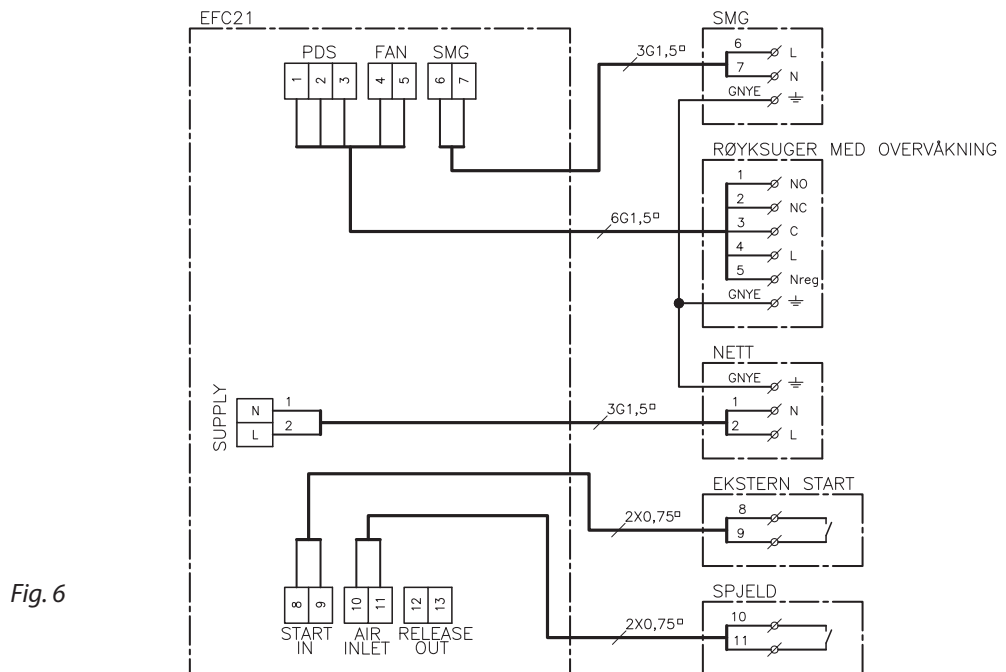 EFC21
SMG
PDS FAN SMG
1 2 3 4 5 6 7
3G1,5▫
6 L
7 N
GNYE
RØYKSUGER MED OVERVÅKNING
1 NO
2 NC
6G1,5▫
3 C
4 L
5 Nreg
GNYE
NETT
GNYE
SUPPLY
N 1
L 2
3G1,5▫
1 N
2 L
EKSTERN START
2X0,75▫
8
9
Fig. 6
8 9 10 11 12 13
START IN
AIR INLET
RELEASE OUT
SPJELD
2X0,75▫
10
11